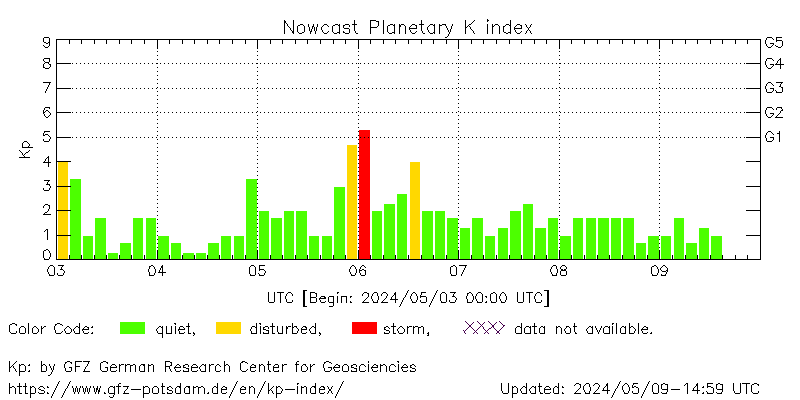 Nowcast Planetary K index
9 G5
8 G4
7 G3
6 G2
5 G1
Kp
4
3
2
1
0
03 04 05 06 07 08 09
UTC [Begin: 2024/05/03 00:00 UTC]
Color Code: quiet, disturbed, storm, data not available.
Kp: by GFZ German Research Center for Geosciencies
https://www.gfz-potsdam.de/en/kp-index/ Updated: 2024/05/09-14:59 UTC